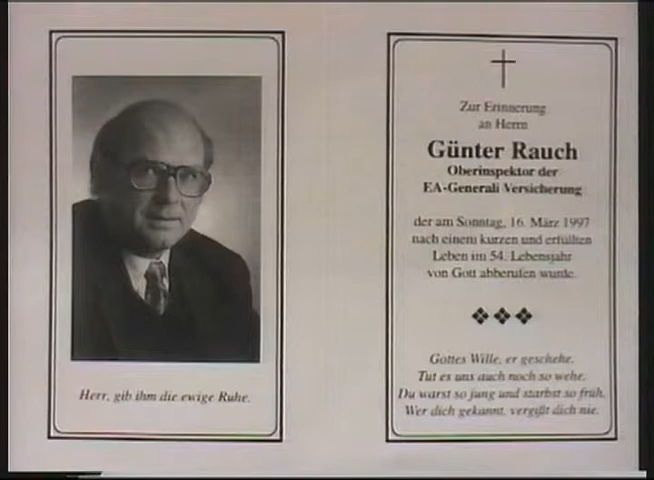 Herr, gib ihm die ewige Ruhe.
Zur Erinnerung
an Herrn
Günter Rauch
Oberinspektor der
EA-Generali Versicherung
der am Sonntag, 16. März 1997
nach einem kurzen und erfüllten
Leben im 54. Lebensjahr
von Gott abberufen wurde.
Gottes Wille, er geschehe.
Tut es uns auch noch so wehe.
Du warst so jung und starbst so früh.
Wer dich gekannt, vergißt dich nie.